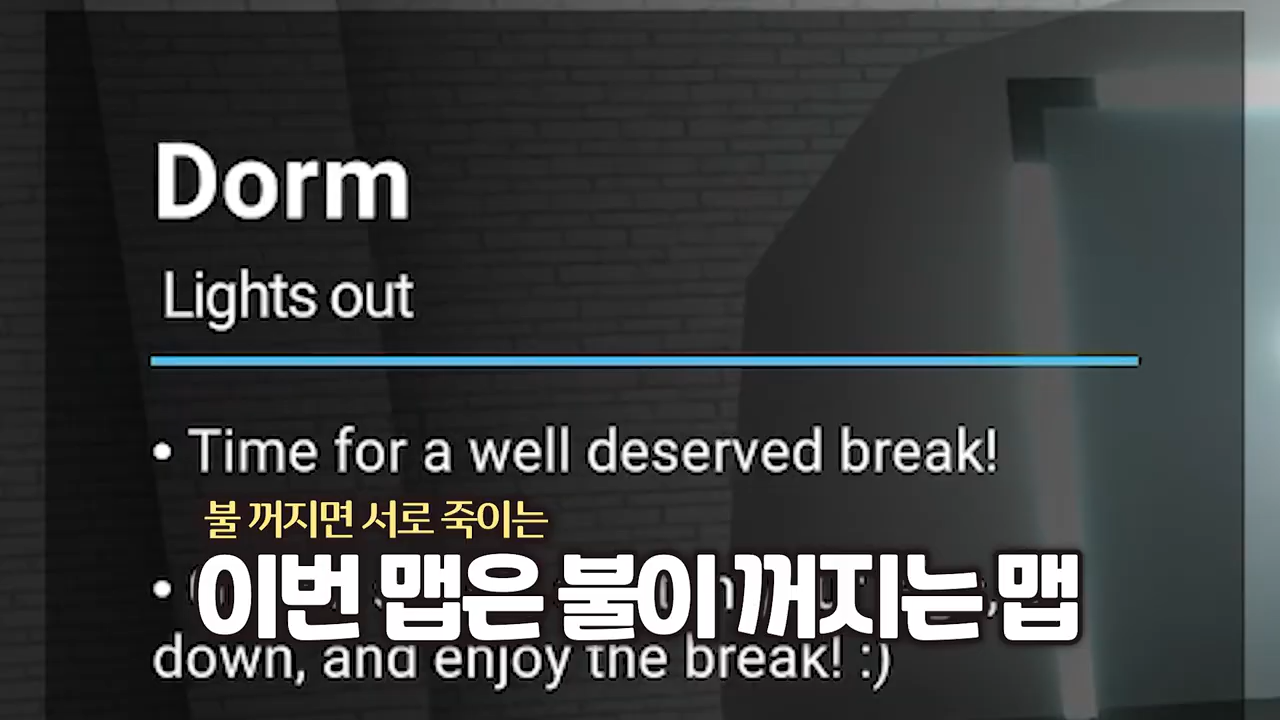 Dorm
Lights out
• Time for a well deserved break!
불 꺼지면 서로 죽이는
이번 맵은 불이 꺼지는 맵
down, and enjoy the break! :)